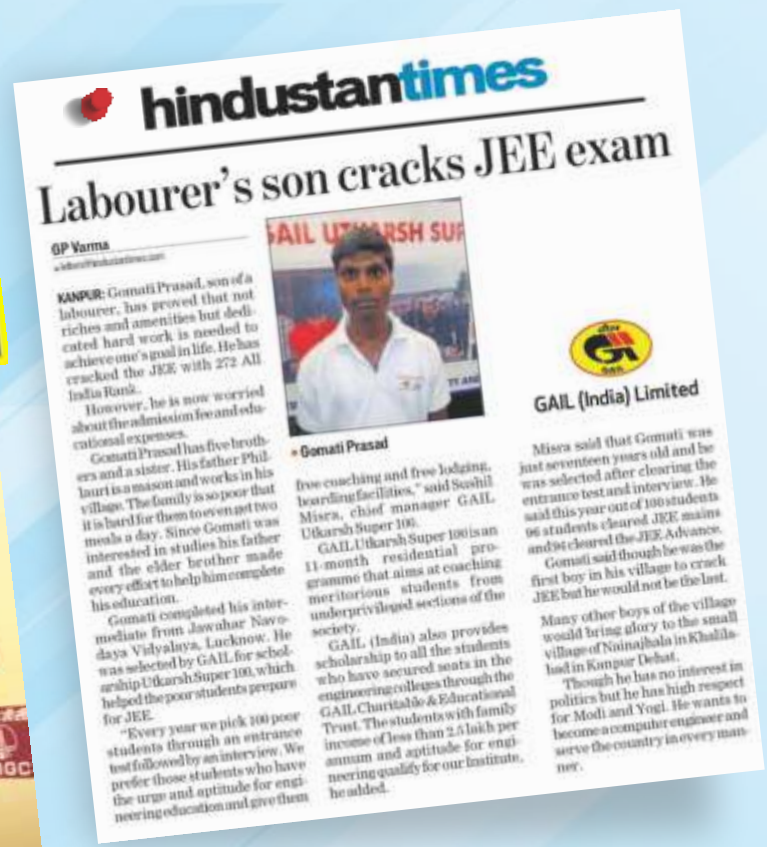 hindustantimes
Labourer's son cracks JEE exam
GP Varma
KANPUR: Gomati Prasad, son of a
labourer, has proved that not
riches and amenities but dedi-
cated hard work is needed to
achieve one's goal in life. He has
cracked the JEE with 272 All
India Rank.
However, he is now worried
about the admission fee and edu-
cational expenses.
Gomati Prasad has five broth-
ers and a sister. His father Phil-
lauri is a mason and works in his
village. The family is so poor that
it is hard for them to even get two
meals a day. Since Gomati was
interested in studies his father
and the elder brother made
every effort to help him complete
his education.
Gomati completed his inter-
mediate from Jawahar Navo-
daya Vidyalaya, Lucknow. He
was selected by GAIL for schol-
arship Utkarsh Super 100, which
helped the poor students prepare
for JEE.
"Every year we pick 100 poor
students through an entrance
test followed by an interview. We
prefer those students who have
the urge and aptitude for engi-
neering education and give them
GAIL UTKARSH SUP
Gomati Prasad
free coaching and free lodging,
boarding facilities," said Sushil
Misra, chief manager GAIL
Utkarsh Super 100.
GAIL Utkarsh Super 100 is an
11-month residential pro-
gramme that aims at coaching
meritorious students from
underprivileged sections of the
society.
GAIL (India) also provides
scholarship to all the students
who have secured seats in the
engineering colleges through the
GAIL Charitable & Educational
Trust. The students with family
income of less than 2.5 lakh per
annum and aptitude for engi-
neering qualify for our Institute,
he added.
गेल
GAIL
GAIL (India) Limited
Misra said that Gomati was
just seventeen years old and he
was selected after clearing the
entrance test and interview. He
said this year out of 100 students
96 students cleared JEE mains
and 94 cleared the JEE Advance.
Gomati said though he was the
first boy in his village to crack
JEE but he would not be the last.
Many other boys of the village
would bring glory to the small
village of Nainajhala in Khalila-
bad in Kanpur Dehat.
Though he has no interest in
politics but he has high respect
for Modi and Yogi. He wants to
become a computer engineer and
serve the country in every man-
ner.